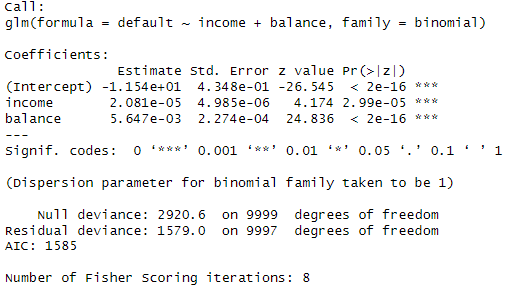 Call:
glm(formula = default ~ income + balance, family = binomial)
Coefficients:
Estimate Std. Error z value Pr(>|z|)
(Intercept) -1.154e+01 4.348e-01 -26.545 < 2e-16 ***
income 2.081e-05 4.985e-06 4.174 2.99e-05 ***
balance 5.647e-03 2.274e-04 24.836 < 2e-16 ***
---
Signif. codes: 0 ‘***’ 0.001 ‘**’ 0.01 ‘*’ 0.05 ‘.’ 0.1 ‘ ’ 1
(Dispersion parameter for binomial family taken to be 1)
Null deviance: 2920.6 on 9999 degrees of freedom
Residual deviance: 1579.0 on 9997 degrees of freedom
AIC: 1585
Number of Fisher Scoring iterations: 8